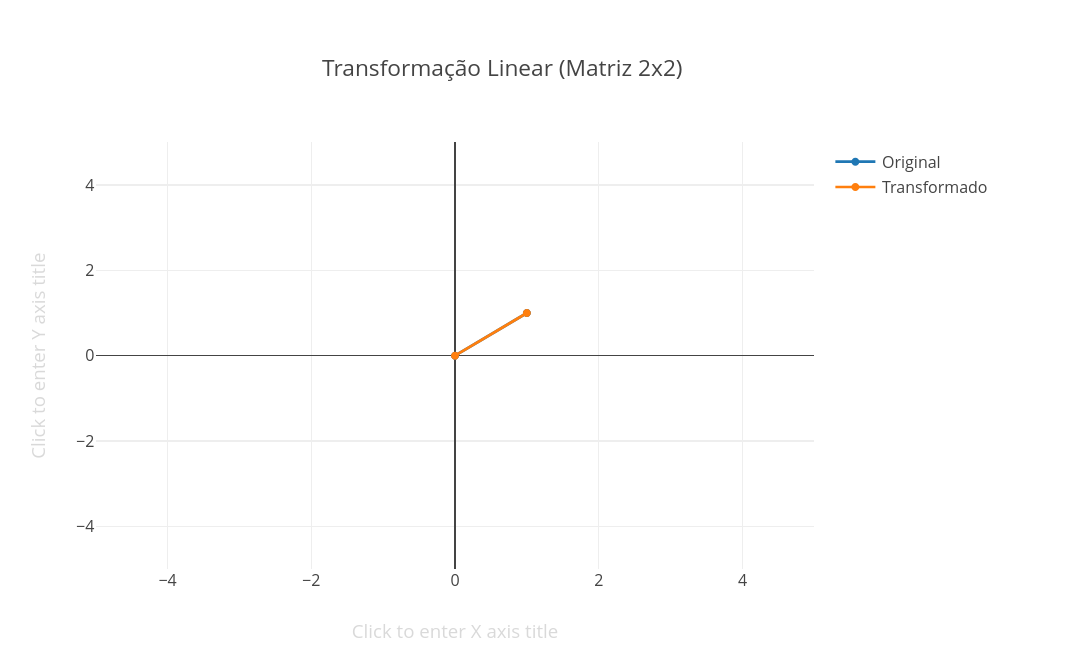 Transformação Linear (Matriz 2x2)
Original
Transformado
4
2
0
−2
−4
−4
−2
0
2
4
Click to enter Y axis title
Click to enter X axis title